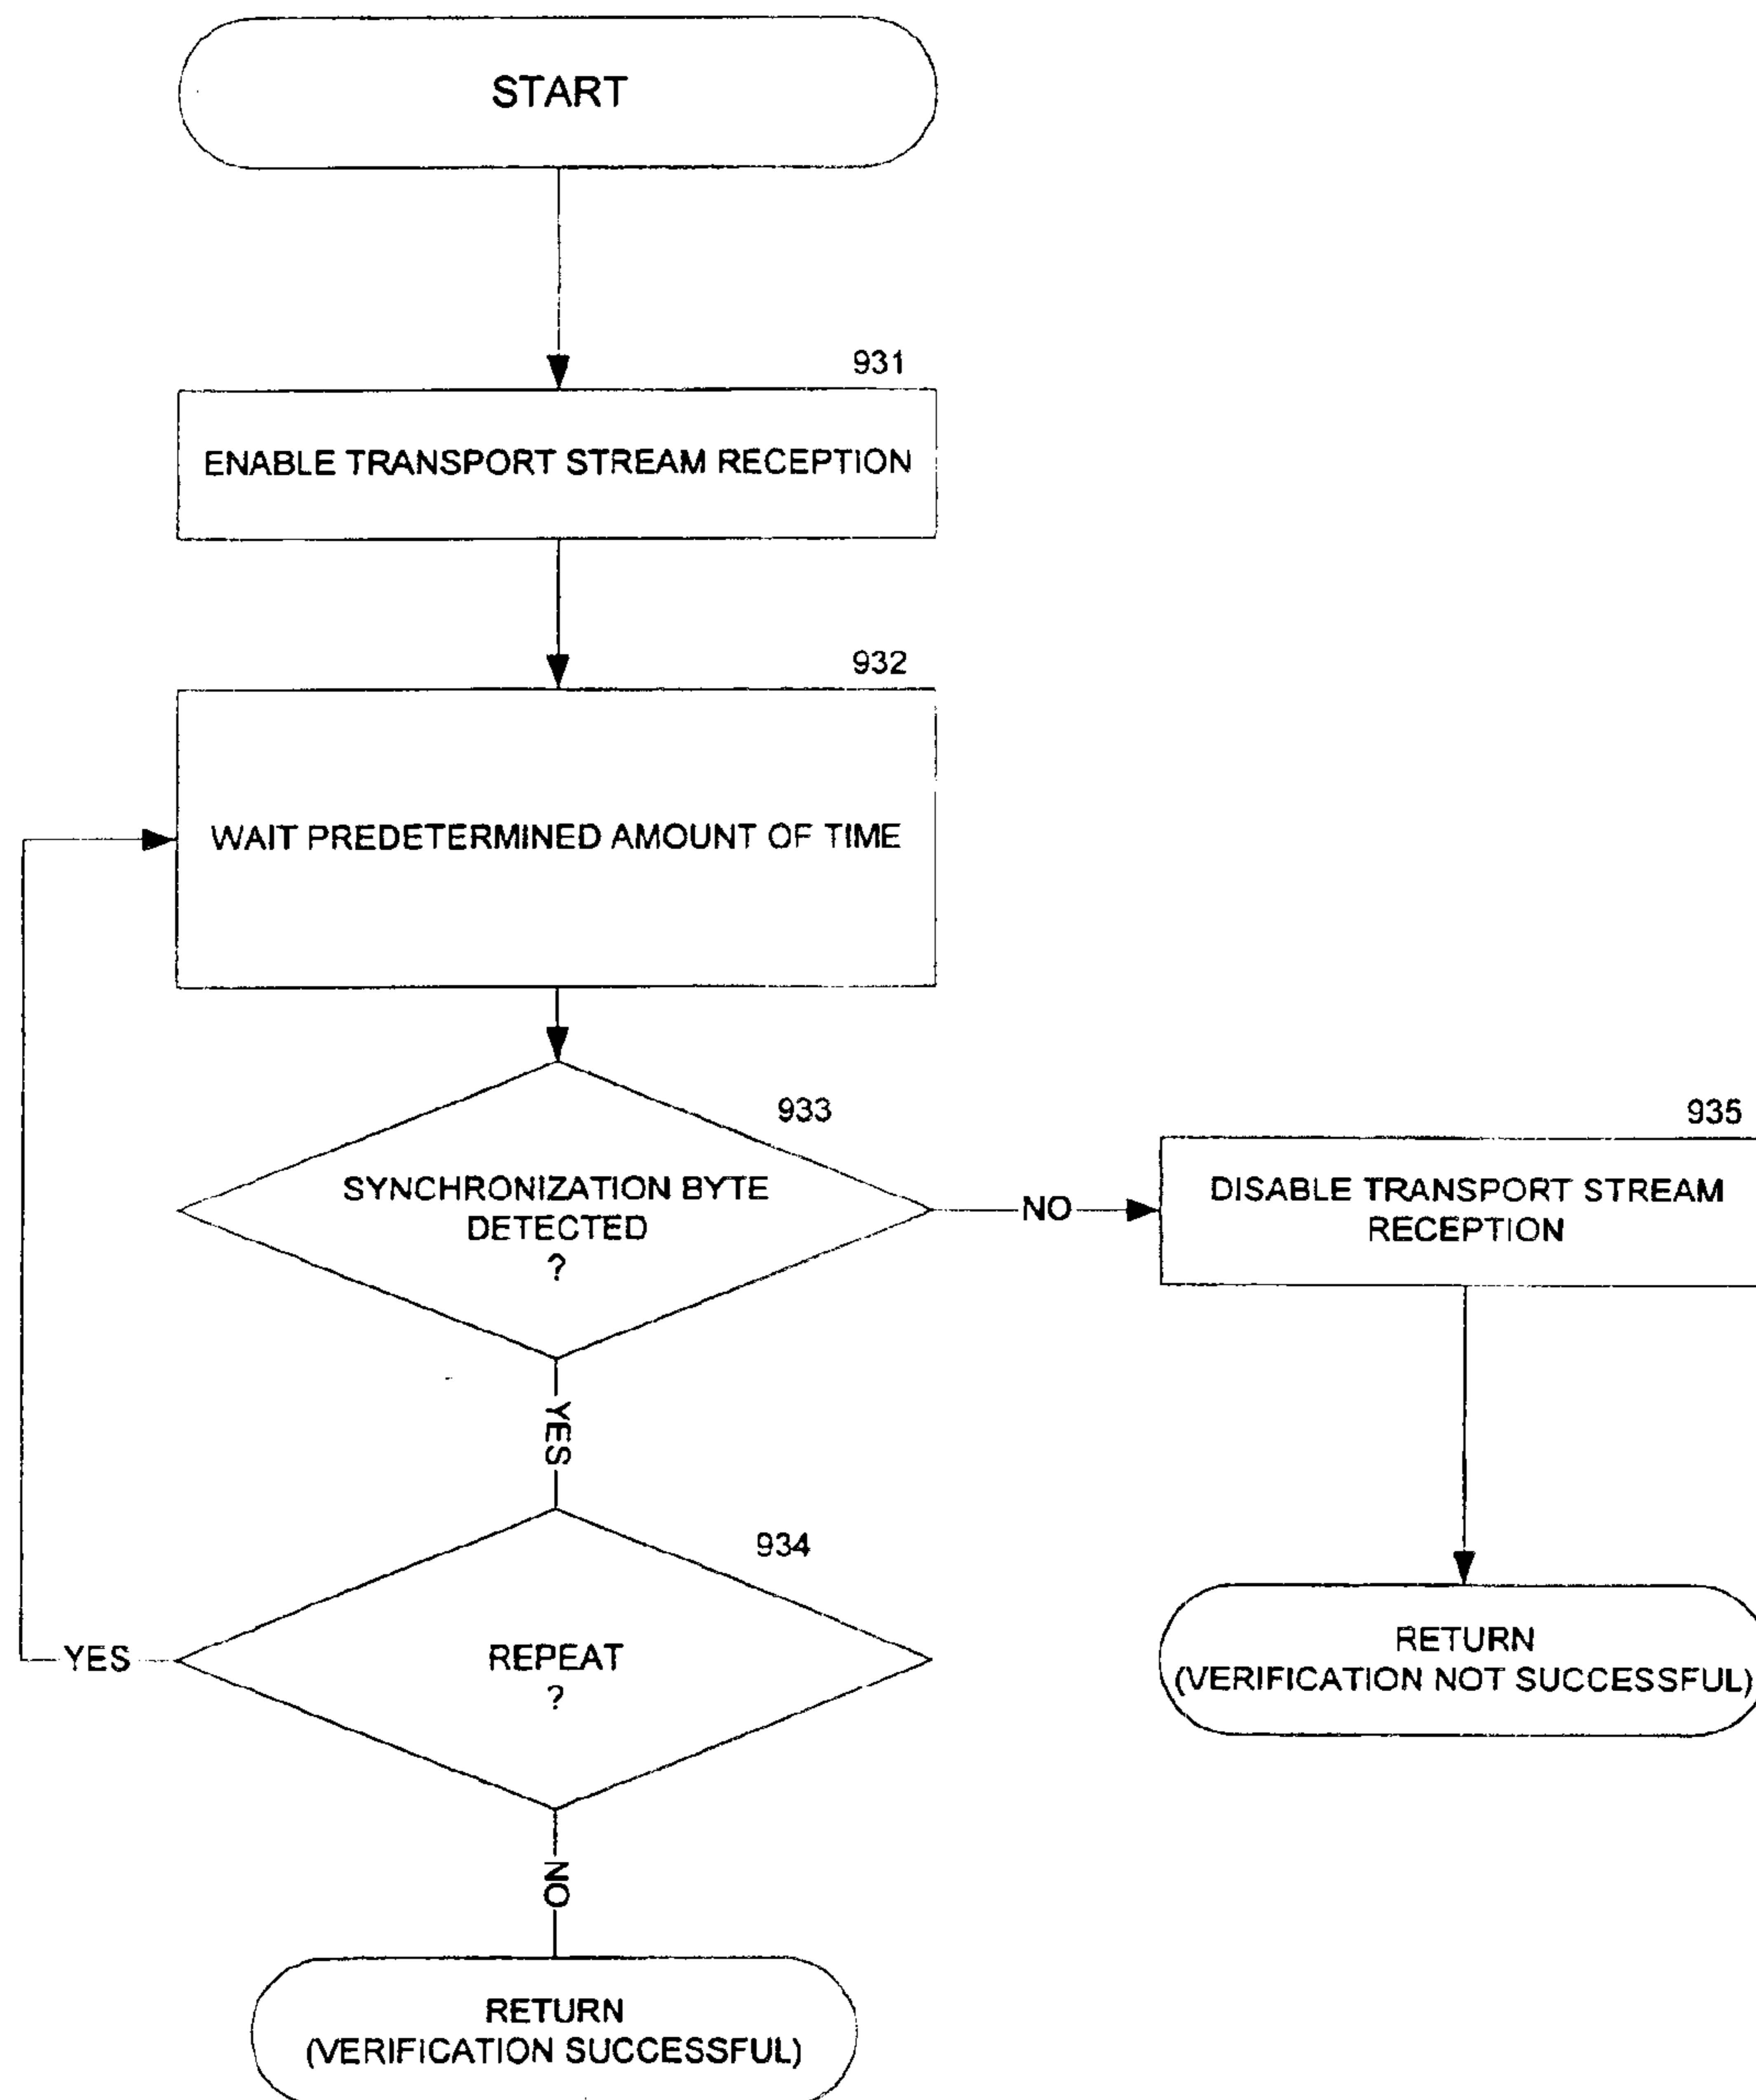 START
931
ENABLE TRANSPORT STREAM RECEPTION
932
WAIT PREDETERMINED AMOUNT OF TIME
933
SYNCHRONIZATION BYTE
DETECTED
?
NO
935
DISABLE TRANSPORT STREAM
RECEPTION
YES
934
REPEAT
?
YES
RETURN
(VERIFICATION NOT SUCCESSFUL)
NO
RETURN
(VERIFICATION SUCCESSFUL)